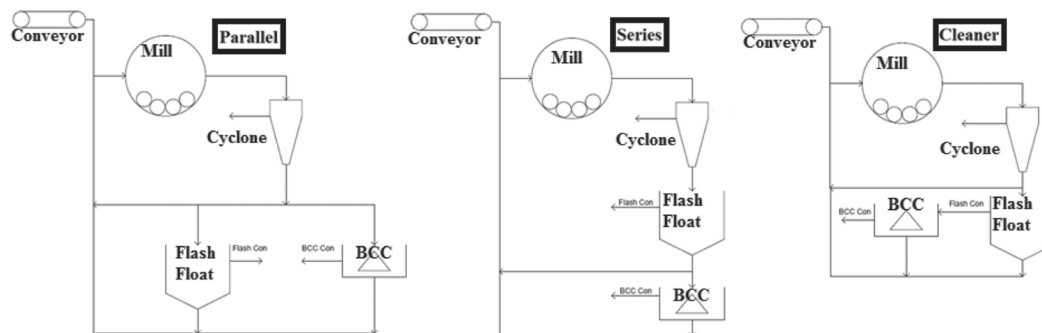 Conveyor
Parallel
Mill
Cyclone
Flash
Float
Flash Con
BCC Con
BCC
Conveyor
Series
Mill
Cyclone
Flash Con
Flash
Float
BCC Con
BCC
Conveyor
Cleaner
Mill
Cyclone
BCC Con
BCC
Flash Con
Flash
Float